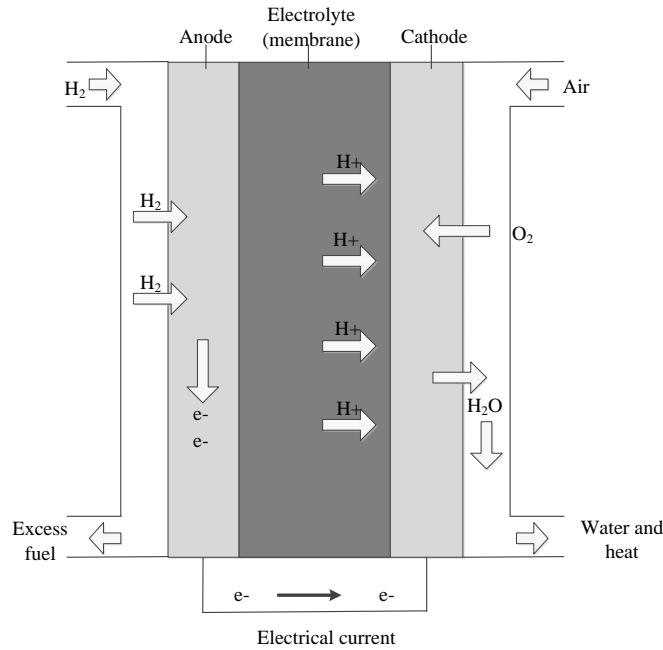 Electrolyte
(membrane)
Anode
Cathode
H₂
Air
H+
H₂
O₂
H+
H₂
H+
H+
H₂O
e-
e-
Excess
fuel
Water and
heat
e-
e-
Electrical current